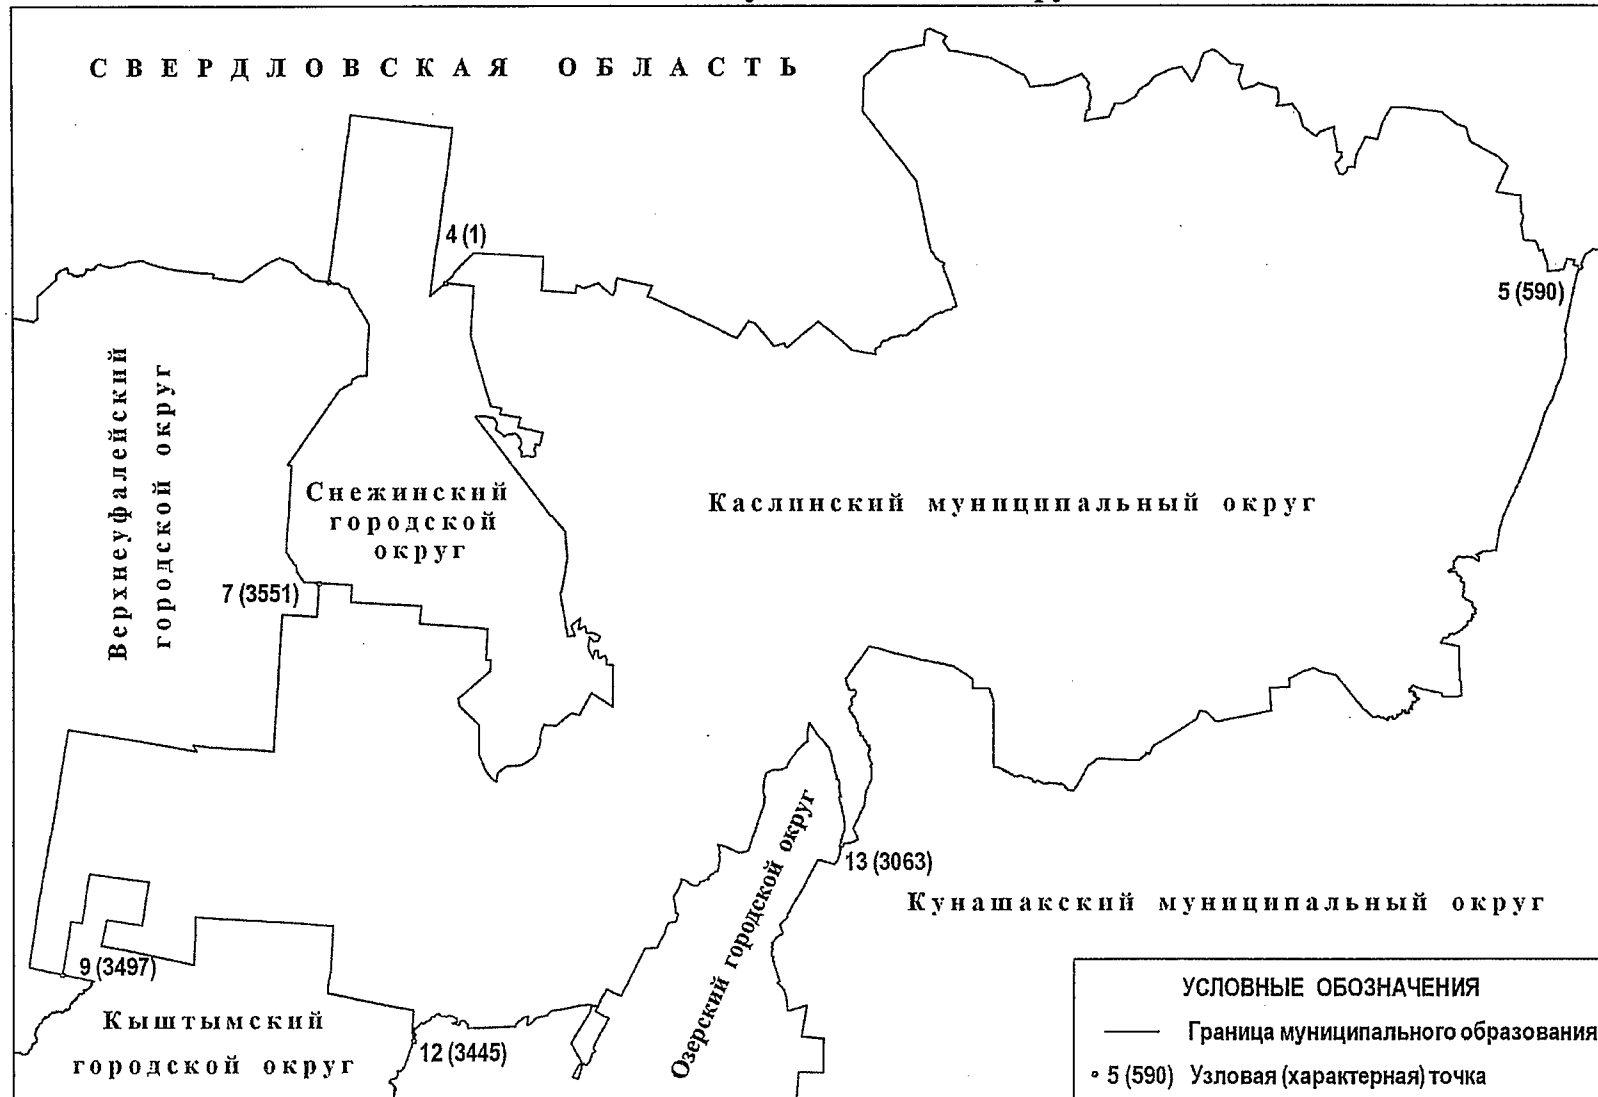 СВЕРДЛОВСКАЯ ОБЛАСТЬ
4 (1)
5 (590)
Верхнеуфалейский
городской округ
Снежинский
городской
округ
Каслинский муниципальный округ
7 (3551)
13 (3063)
Озерский городской округ
Кунашакский муниципальный округ
9 (3497)
Кыштымский
городской округ
12 (3445)
УСЛОВНЫЕ ОБОЗНАЧЕНИЯ
Граница муниципального образования
5 (590) Узловая (характерная) точка